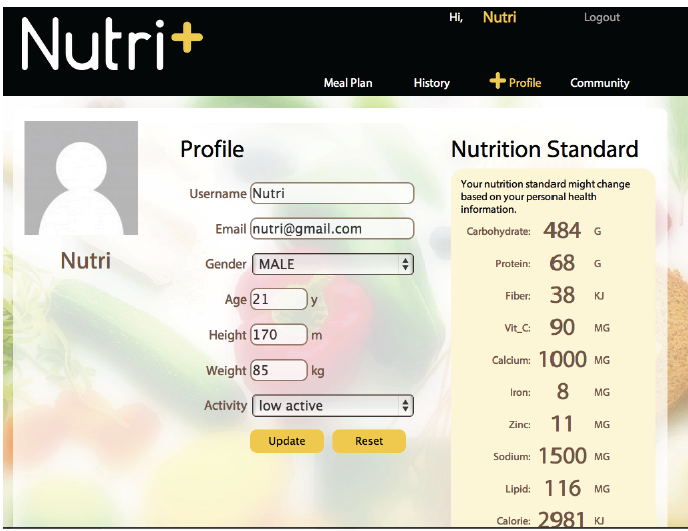 Nutri+
Hi, Nutri Logout
Meal Plan History Profile Community
Nutri
Profile
Username Nutri
Email nutri@gmail.com
Gender MALE
Age 21 y
Height 170 m
Weight 85 kg
Activity low active
Update Reset
Nutrition Standard
Your nutrition standard might change
based on your personal health
information.
Carbohydrate: 484 G
Protein: 68 G
Fiber: 38 KJ
Vit_C: 90 MG
Calcium: 1000 MG
Iron: 8 MG
Zinc: 11 MG
Sodium: 1500 MG
Lipid: 116 MG
Calorie: 2981 KJ